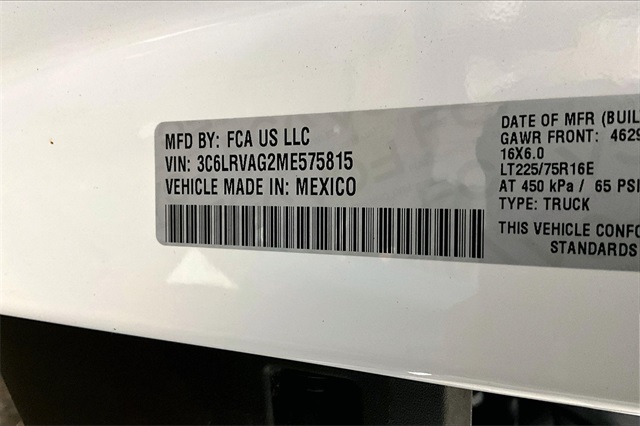 MFD BY: FCA US LLC
VIN: 3C6LRVAG2ME575815
VEHICLE MADE IN: MEXICO
DATE OF MFR (BUIL
GAWR FRONT: 4629
16X6.0
LT225/75R16E
AT 450 kPa / 65 PSI
TYPE: TRUCK
THIS VEHICLE CONFO
STANDARDS